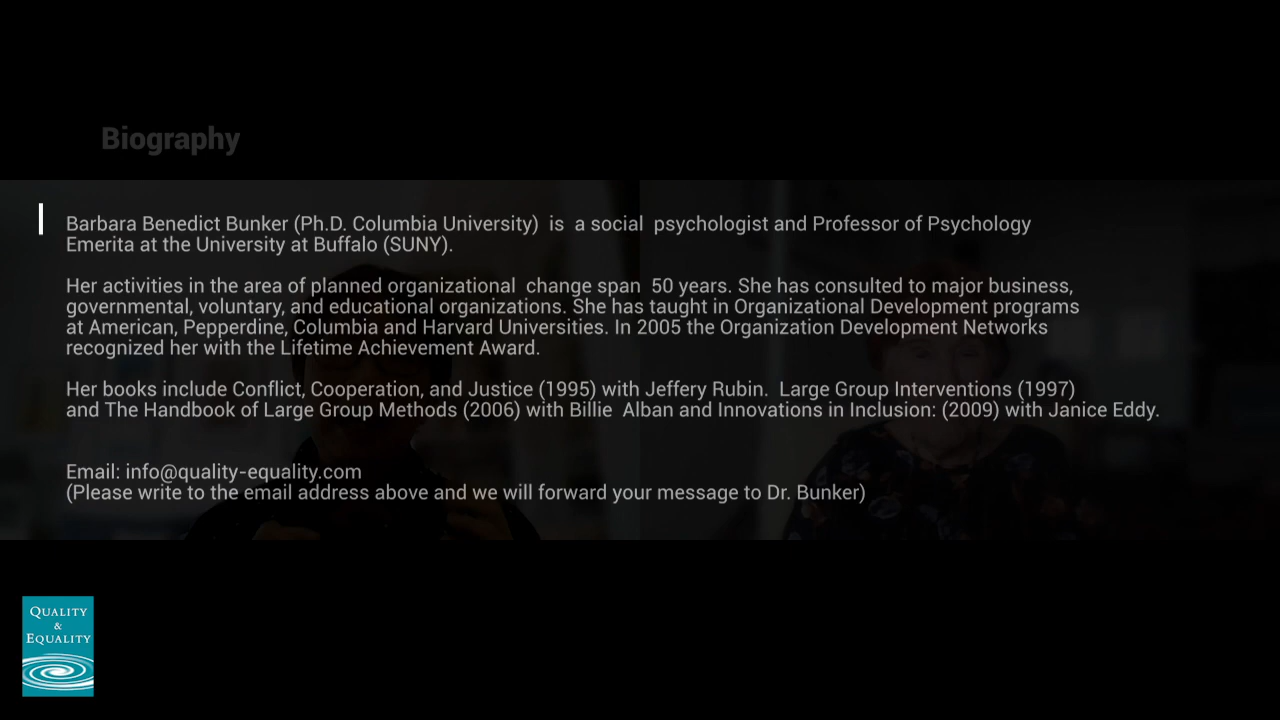 Biography
Barbara Benedict Bunker (Ph.D. Columbia University) is a social psychologist and Professor of Psychology
Emerita at the University at Buffalo (SUNY).
Her activities in the area of planned organizational change span 50 years. She has consulted to major business,
governmental, voluntary, and educational organizations. She has taught in Organizational Development programs
at American, Pepperdine, Columbia and Harvard Universities. In 2005 the Organization Development Networks
recognized her with the Lifetime Achievement Award.
Her books include Conflict, Cooperation, and Justice (1995) with Jeffery Rubin. Large Group Interventions (1997)
and The Handbook of Large Group Methods (2006) with Billie Alban and Innovations in Inclusion: (2009) with Janice Eddy.
Email: info@quality-equality.com
(Please write to the email address above and we will forward your message to Dr. Bunker)
QUALITY
&
EQUALITY